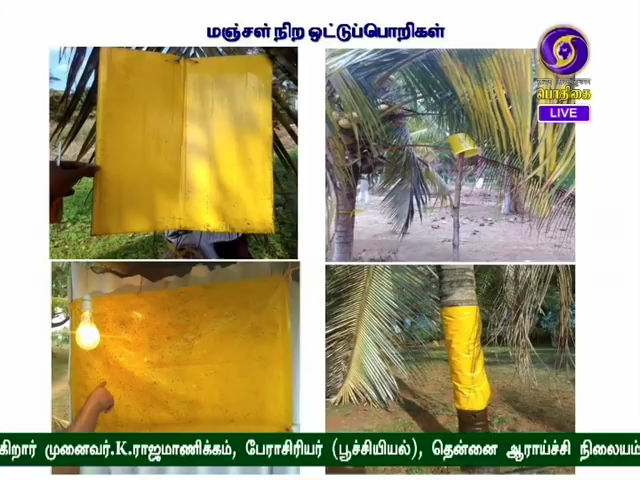 மஞ்சள் நிற ஒட்டுப்பொறிகள்
பொதிகை
LIVE
கிறார் முனைவர்.K.ராஜமாணிக்கம், பேராசிரியர் (பூச்சியியல்), தென்னை ஆராய்ச்சி நிலையம்